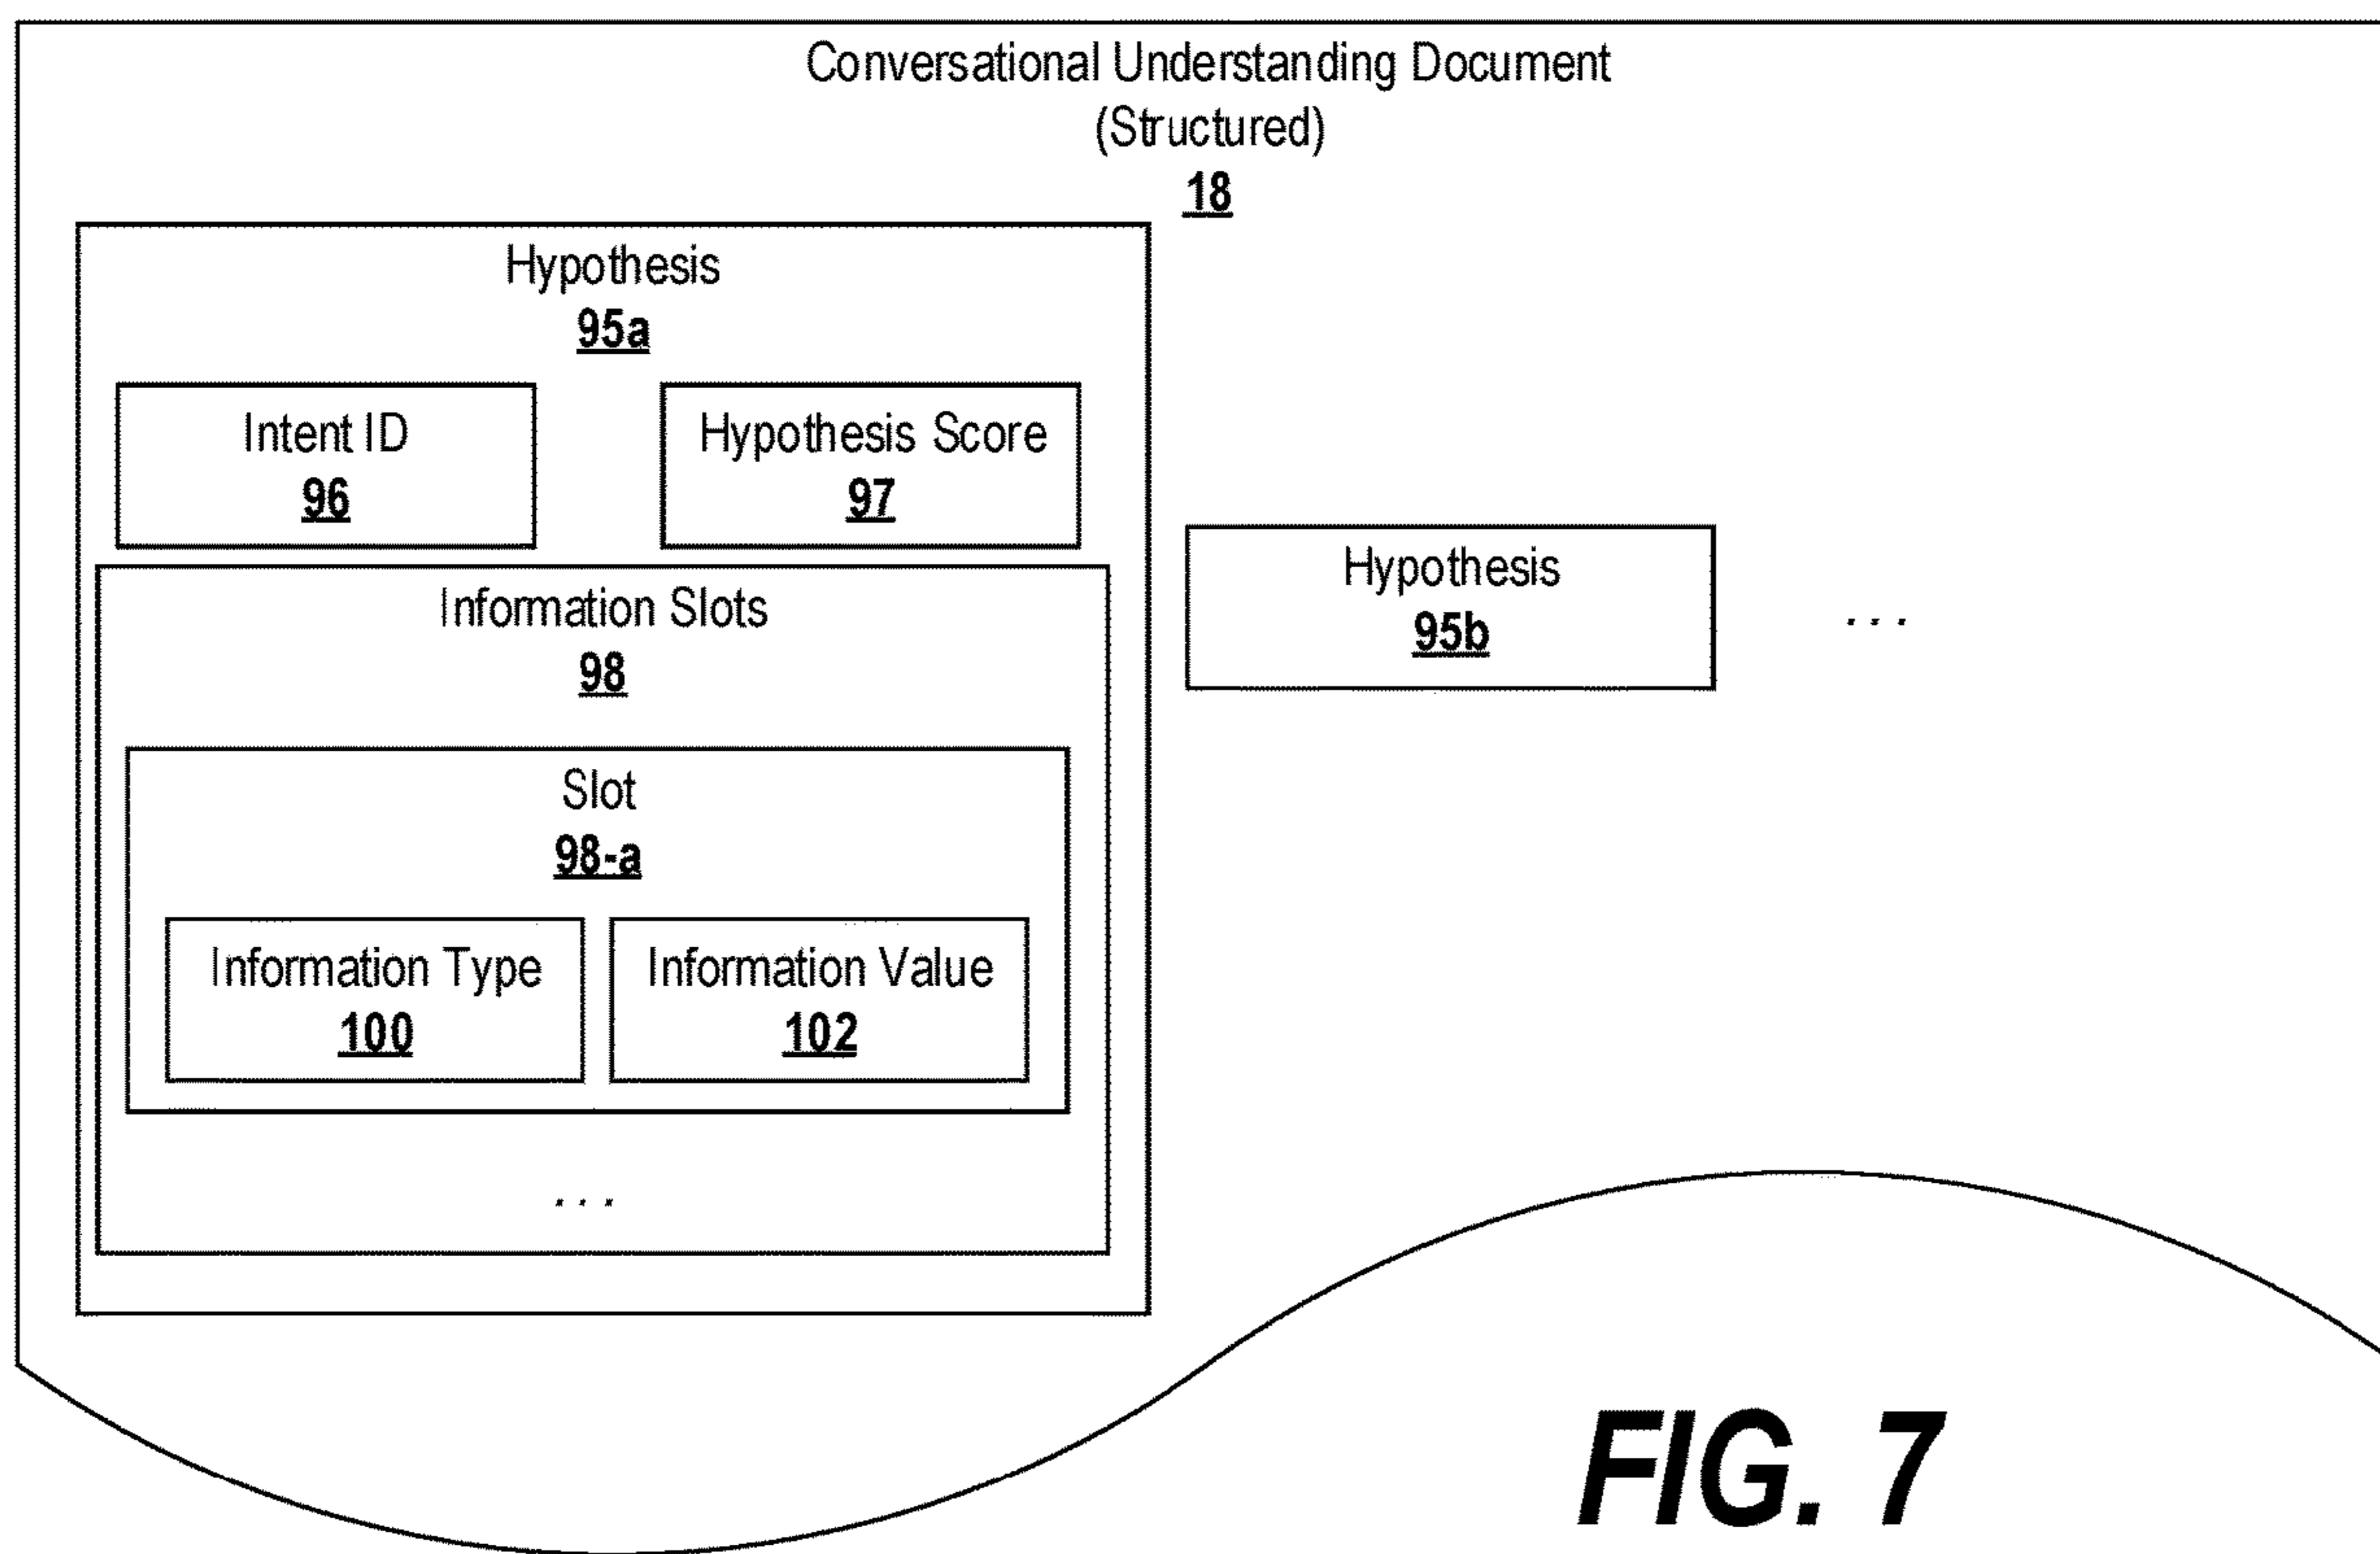 Conversational Understanding Document
(Structured)
18
Hypothesis
95a
Intent ID
96
Hypothesis Score
97
Information Slots
98
Slot
98-a
Information Type
100
Information Value
102
. . .
Hypothesis
95b
. . .
FIG. 7